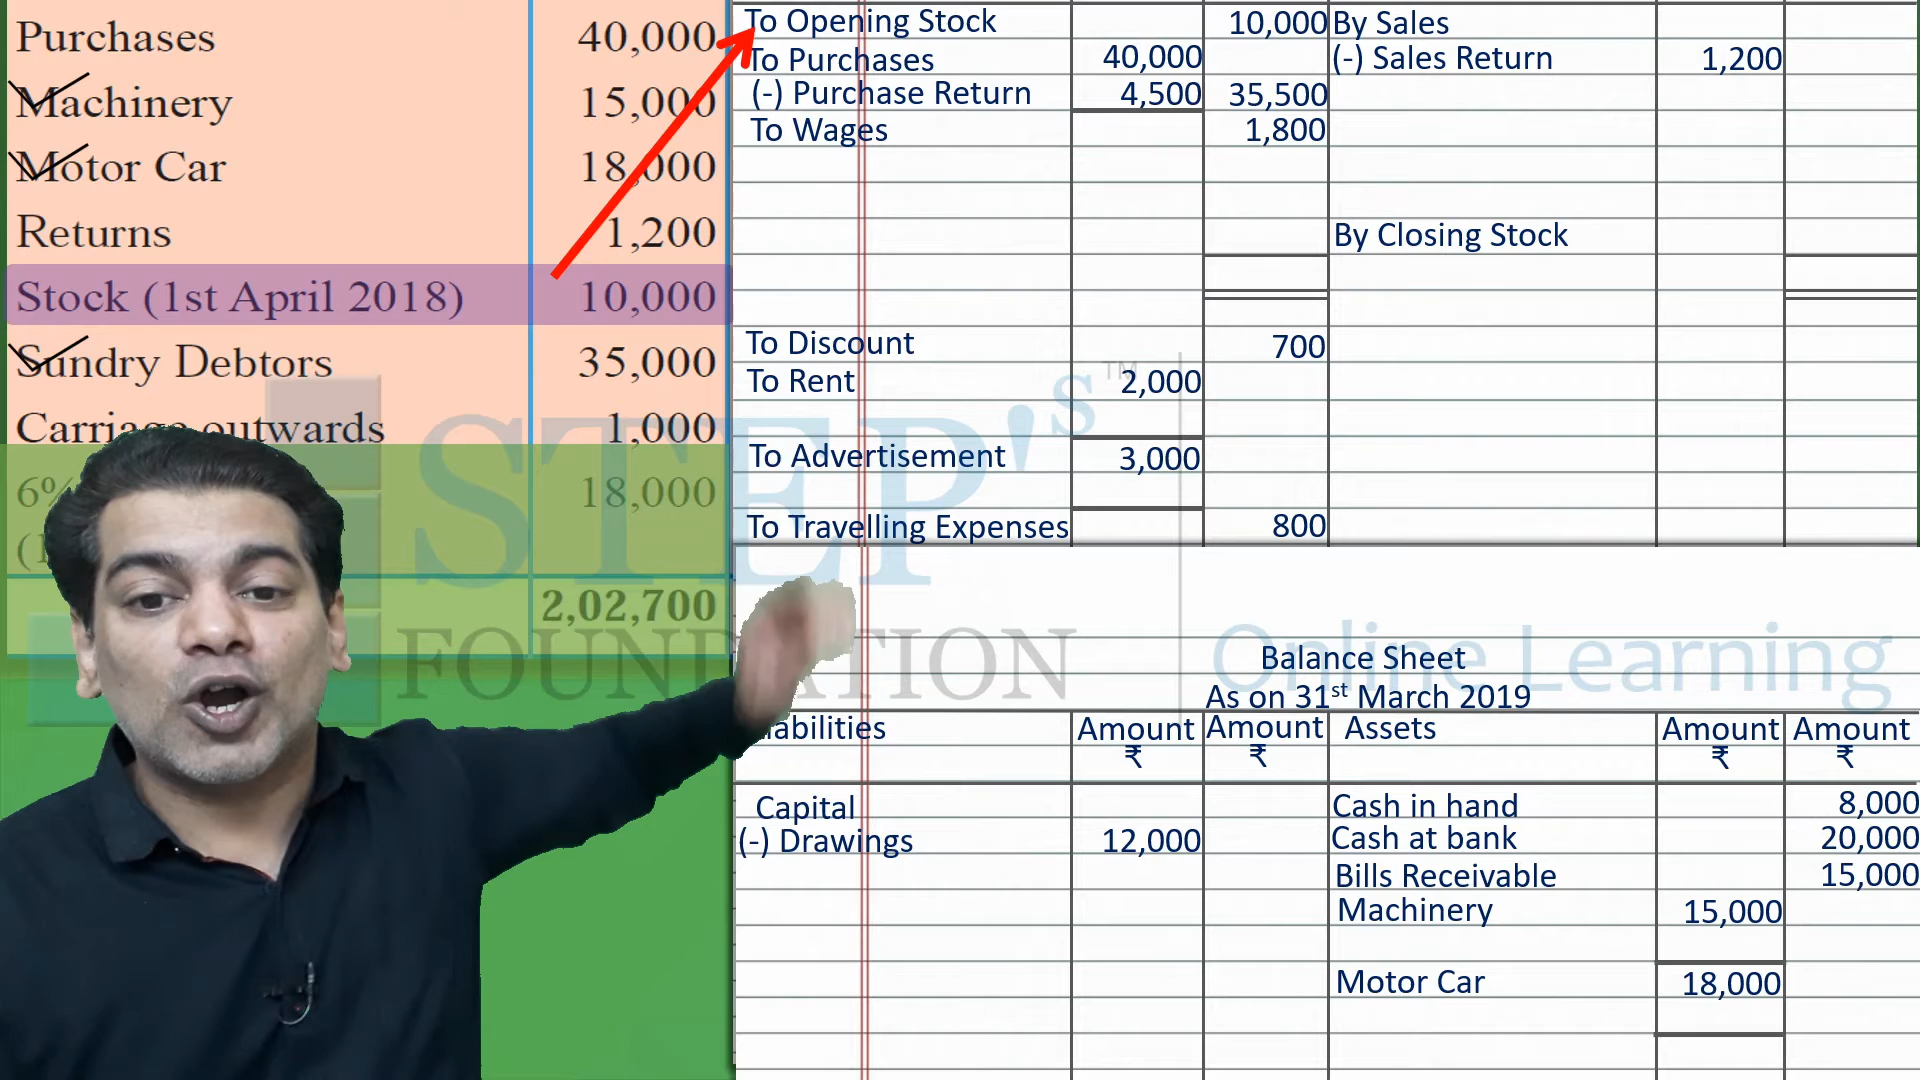 Purchases 40,000
Machinery 15,000
Motor Car 18,000
Returns 1,200
Stock (1st April 2018) 10,000
Sundry Debtors 35,000
Carriage outwards 1,000
6% 18,000
2,02,700
To Opening Stock 10,000 By Sales
To Purchases 40,000 (-) Sales Return 1,200
(-) Purchase Return 4,500 35,500
To Wages 1,800
By Closing Stock
To Discount 700
To Rent 2,000
To Advertisement 3,000
To Travelling Expenses 800
STEP's™
FOUNDATION
Online Learning
Balance Sheet
As on 31st March 2019
Liabilities Amount Amount Assets Amount Amount
₹ ₹ ₹ ₹
Capital Cash in hand 8,000
(-) Drawings 12,000 Cash at bank 20,000
Bills Receivable 15,000
Machinery 15,000
Motor Car 18,000